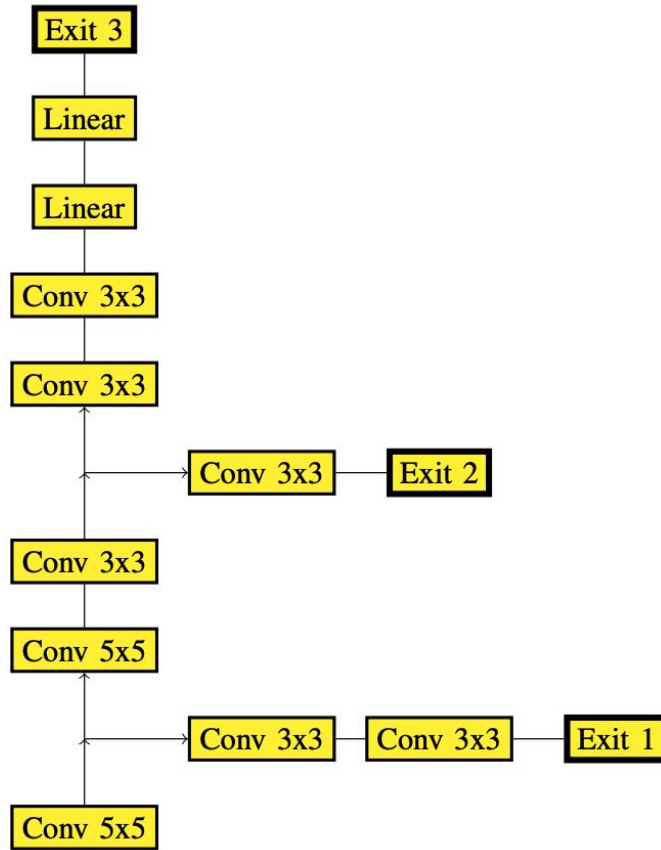 Exit 3
Linear
Linear
Conv 3x3
Conv 3x3
Conv 3x3 Exit 2
Conv 3x3
Conv 5x5
Conv 3x3 Conv 3x3 Exit 1
Conv 5x5